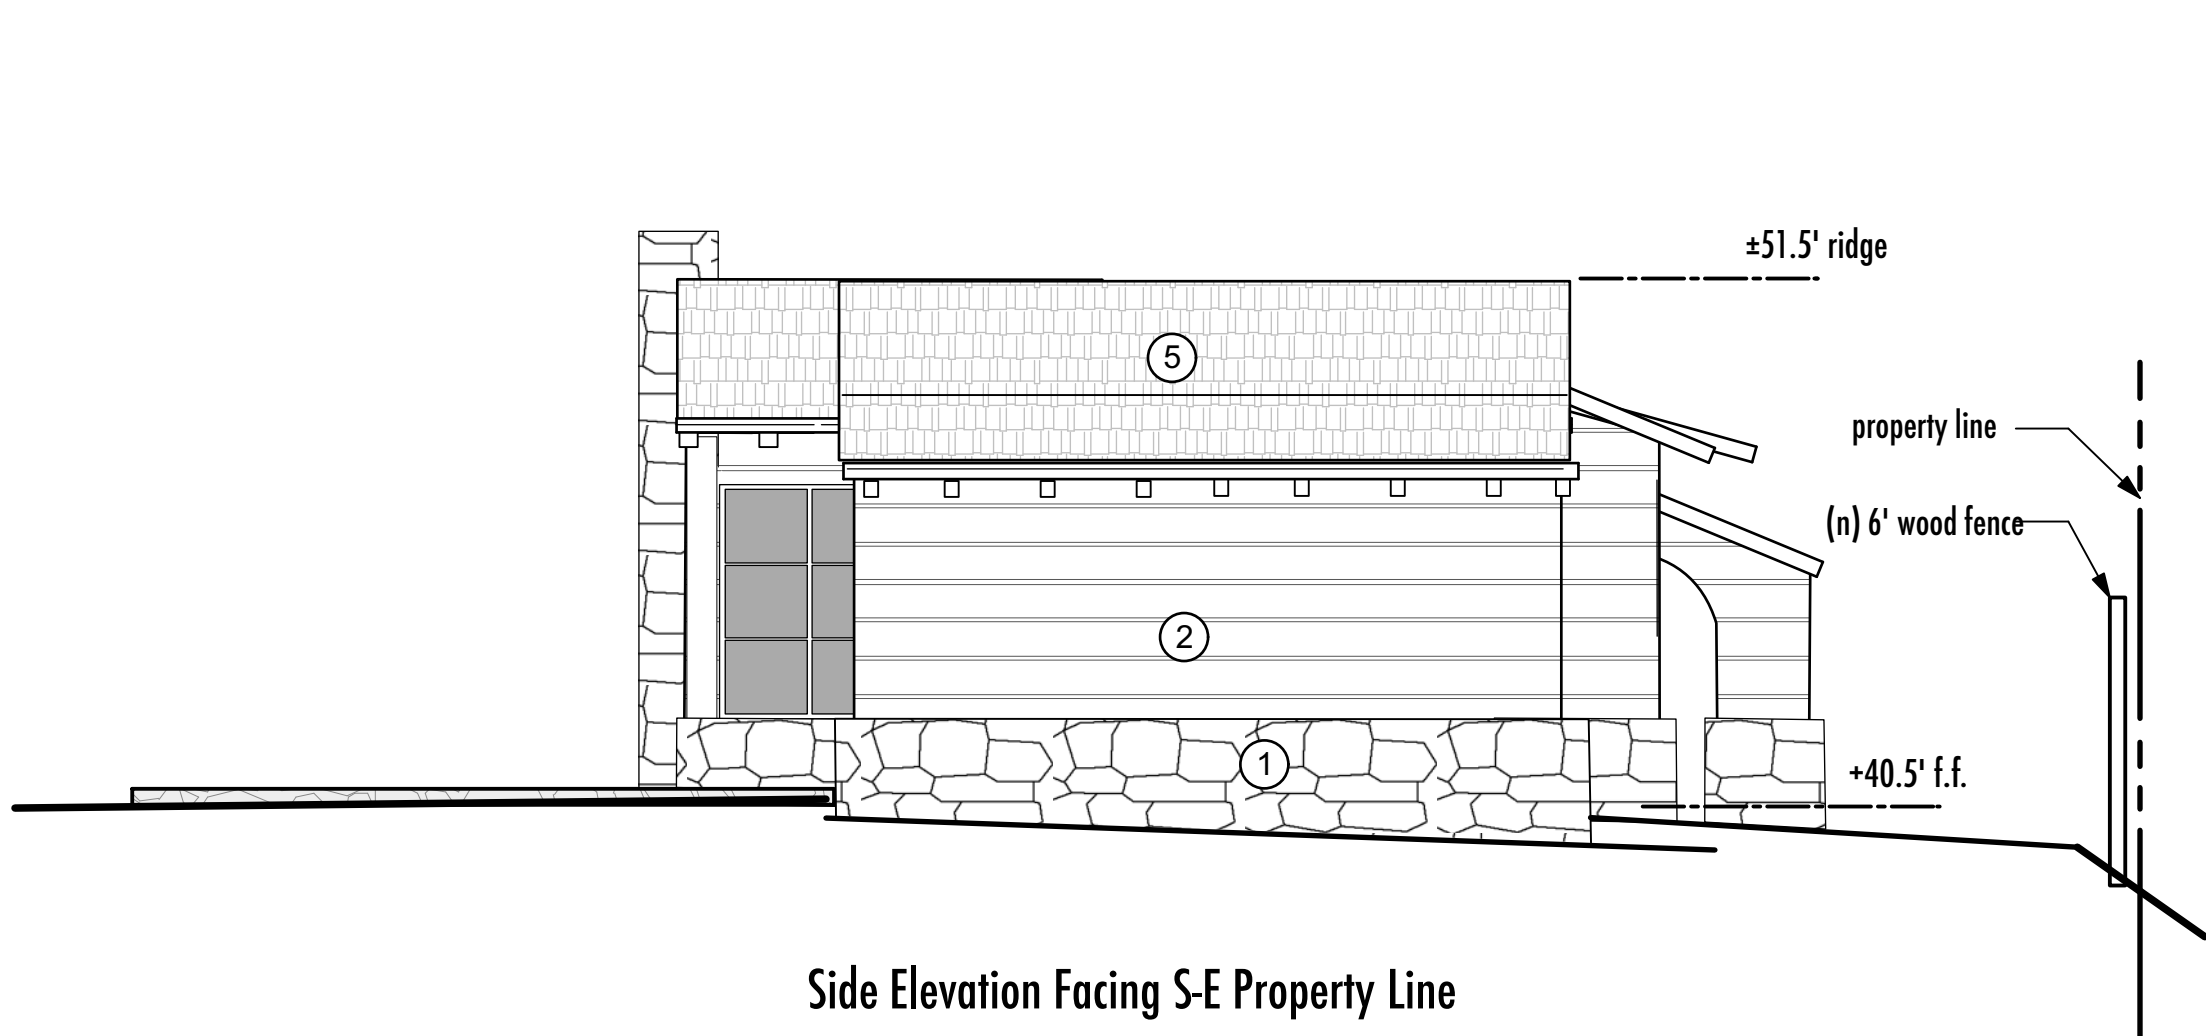 ±51.5' ridge
5
property line
(n) 6' wood fence
2
1
+40.5' f.f.
Side Elevation Facing S-E Property Line